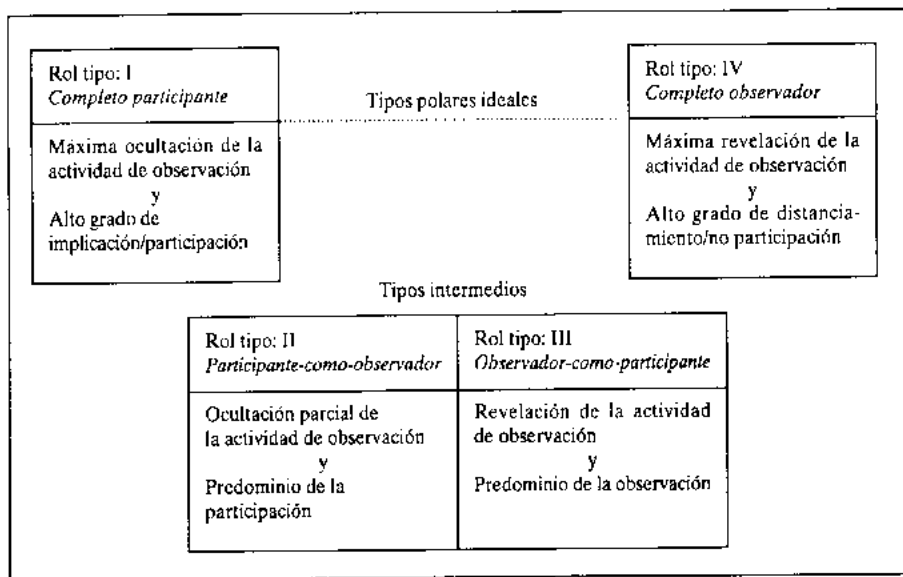 Rol tipo: I
Completo participante
Máxima ocultación de la
actividad de observación
y
Alto grado de
implicación/participación
Tipos polares ideales
Rol tipo: IV
Completo observador
Máxima revelación de la
actividad de observación
y
Alto grado de distancia-
miento/no participación
Tipos intermedios
Rol tipo: II
Participante-como-observador
Ocultación parcial de
la actividad de observación
y
Predominio de la
participación
Rol tipo: III
Observador-como-participante
Revelación de la actividad
de observación
y
Predominio de la observación